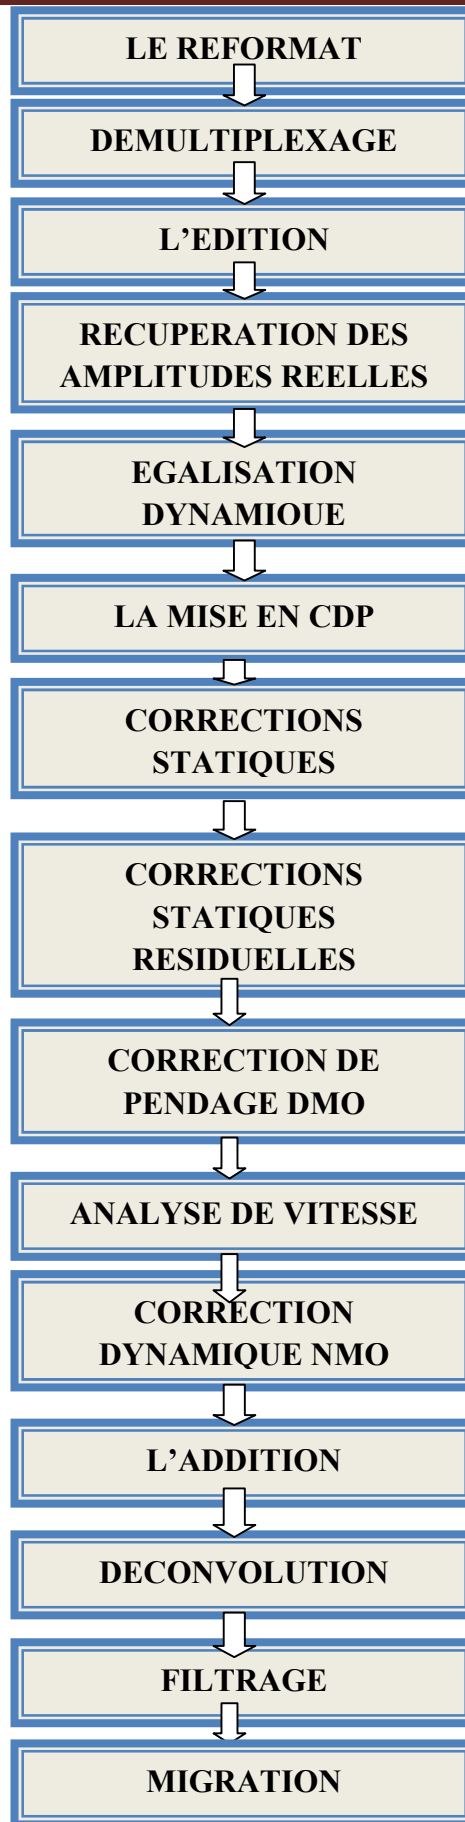 LE REFORMAT
DEMULTIPLEXAGE
L’EDITION
RECUPERATION DES
AMPLITUDES REELLES
EGALISATION
DYNAMIQUE
LA MISE EN CDP
CORRECTIONS
STATIQUES
CORRECTIONS
STATIQUES
RESIDUELLES
CORRECTION DE
PENDAGE DMO
ANALYSE DE VITESSE
CORRECTION
DYNAMIQUE NMO
L’ADDITION
DECONVOLUTION
FILTRAGE
MIGRATION